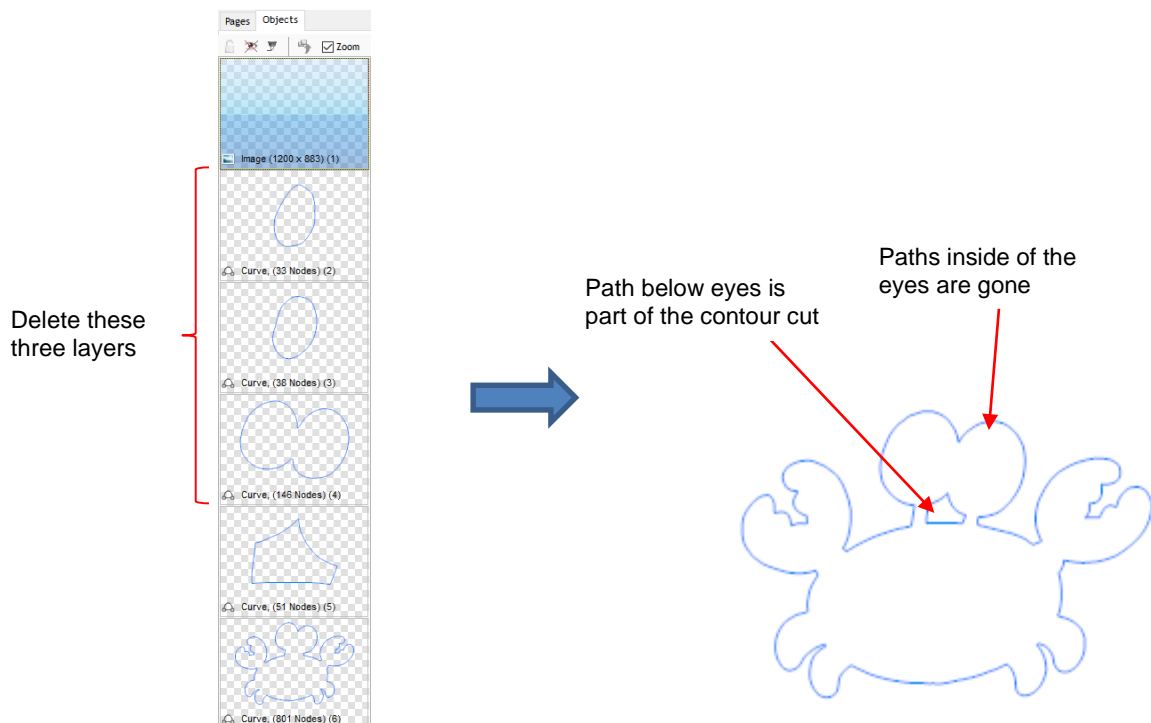 Pages Objects
Zoom
Image (1200 x 883) (1)
Curve, (33 Nodes) (2)
Curve, (38 Nodes) (3)
Curve, (146 Nodes) (4)
Curve, (51 Nodes) (5)
Curve, (801 Nodes) (6)
Delete these
three layers
Path below eyes is
part of the contour cut
Paths inside of the
eyes are gone